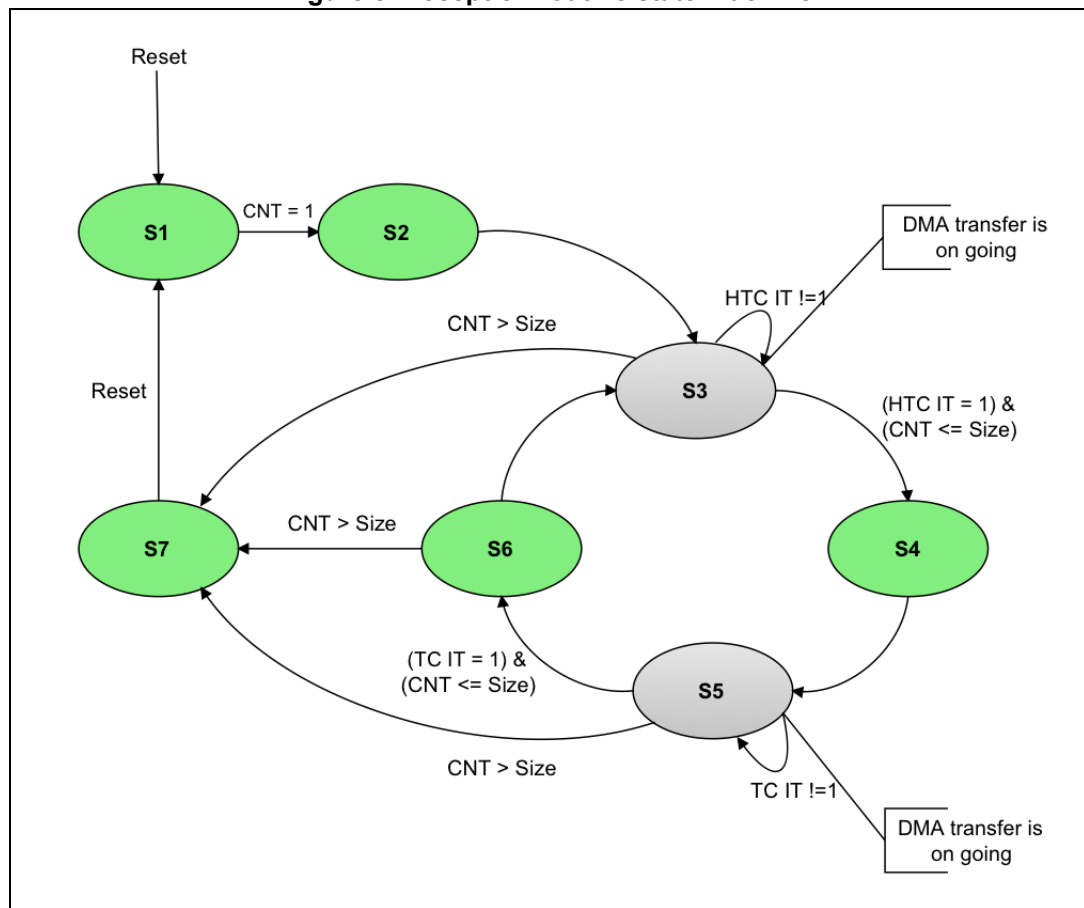 Reset
S1
CNT = 1
S2
DMA transfer is
on going
HTC IT !=1
CNT > Size
S3
Reset
(HTC IT = 1) &
(CNT <= Size)
S7
CNT > Size
S6
S4
(TC IT = 1) &
(CNT <= Size)
S5
CNT > Size
TC IT !=1
DMA transfer is
on going